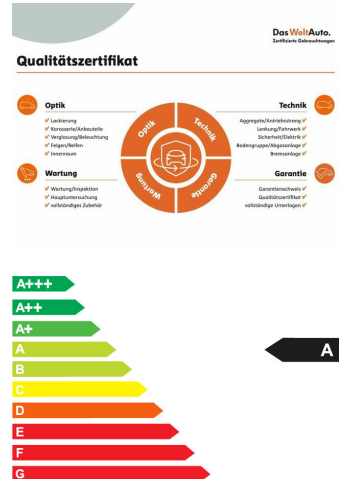 Das WeltAuto.
Zertifizierte Gebrauchtwagen
Qualitätszertifikat
Optik
✓ Lackierung
✓ Karosserie/Anbauteile
✓ Verglasung/Beleuchtung
✓ Felgen/Reifen
✓ Innenraum
Technik
Aggregate/Antriebsstrang ✓
Lenkung/Fahrwerk ✓
Sicherheit/Elektrik ✓
Bodengruppe/Abgasanlage ✓
Bremsanlage ✓
Optik
Technik
Wartung
Garantie
Wartung
✓ Wartung/Inspektion
✓ Hauptuntersuchung
✓ vollständiges Zubehör
Garantie
Garantienachweis ✓
Qualitätszertifikat ✓
vollständige Unterlagen ✓
A+++
A++
A+
A
A
B
C
D
E
F
G